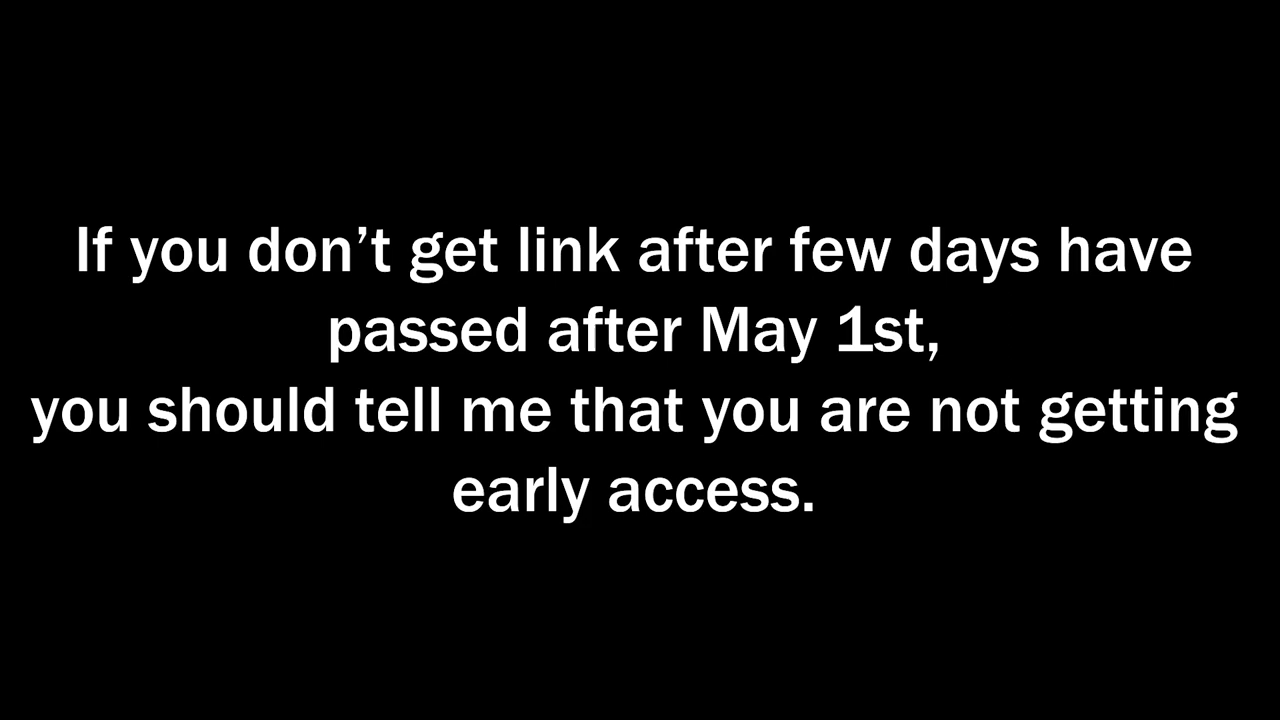 If you don’t get link after few days have
passed after May 1st,
you should tell me that you are not getting
early access.